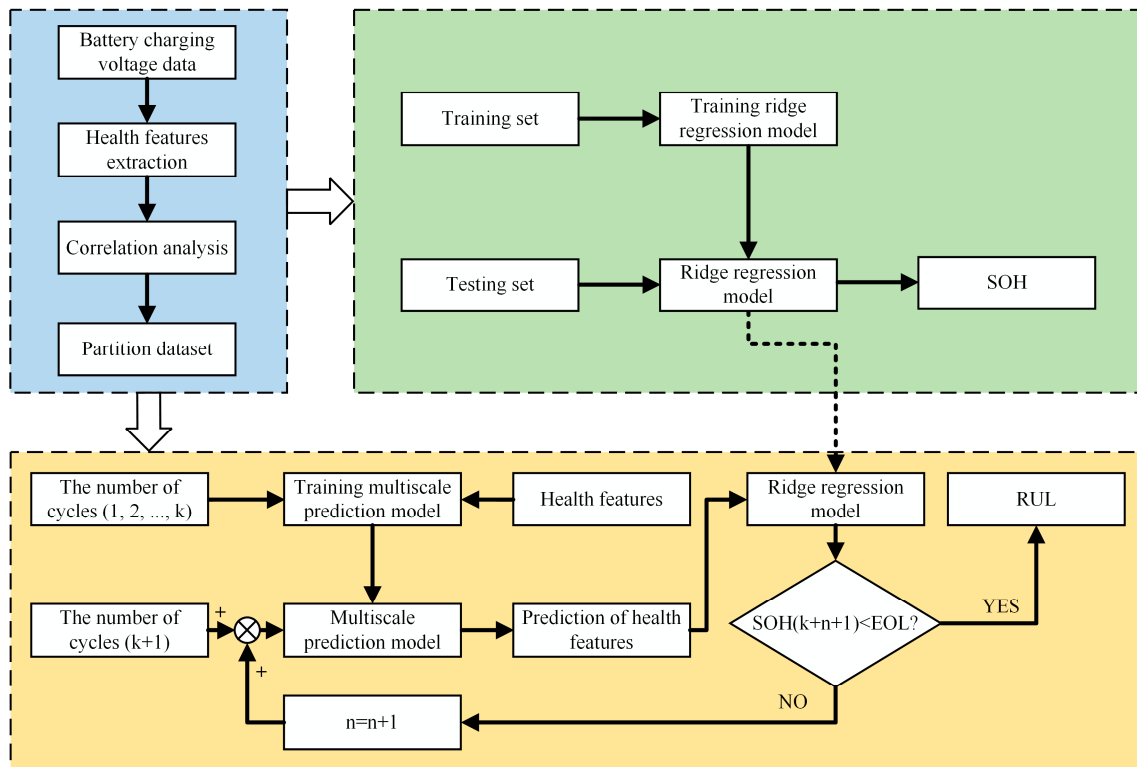 Battery charging
voltage data
Health features
extraction
Correlation analysis
Partition dataset
Training set
Training ridge
regression model
Testing set
Ridge regression
model
SOH
The number of
cycles (1, 2, ..., k)
Training multiscale
prediction model
Health features
Ridge regression
model
RUL
The number of
cycles (k+1)
+
+
Multiscale
prediction model
Prediction of health
features
SOH(k+n+1)<EOL?
YES
NO
n=n+1